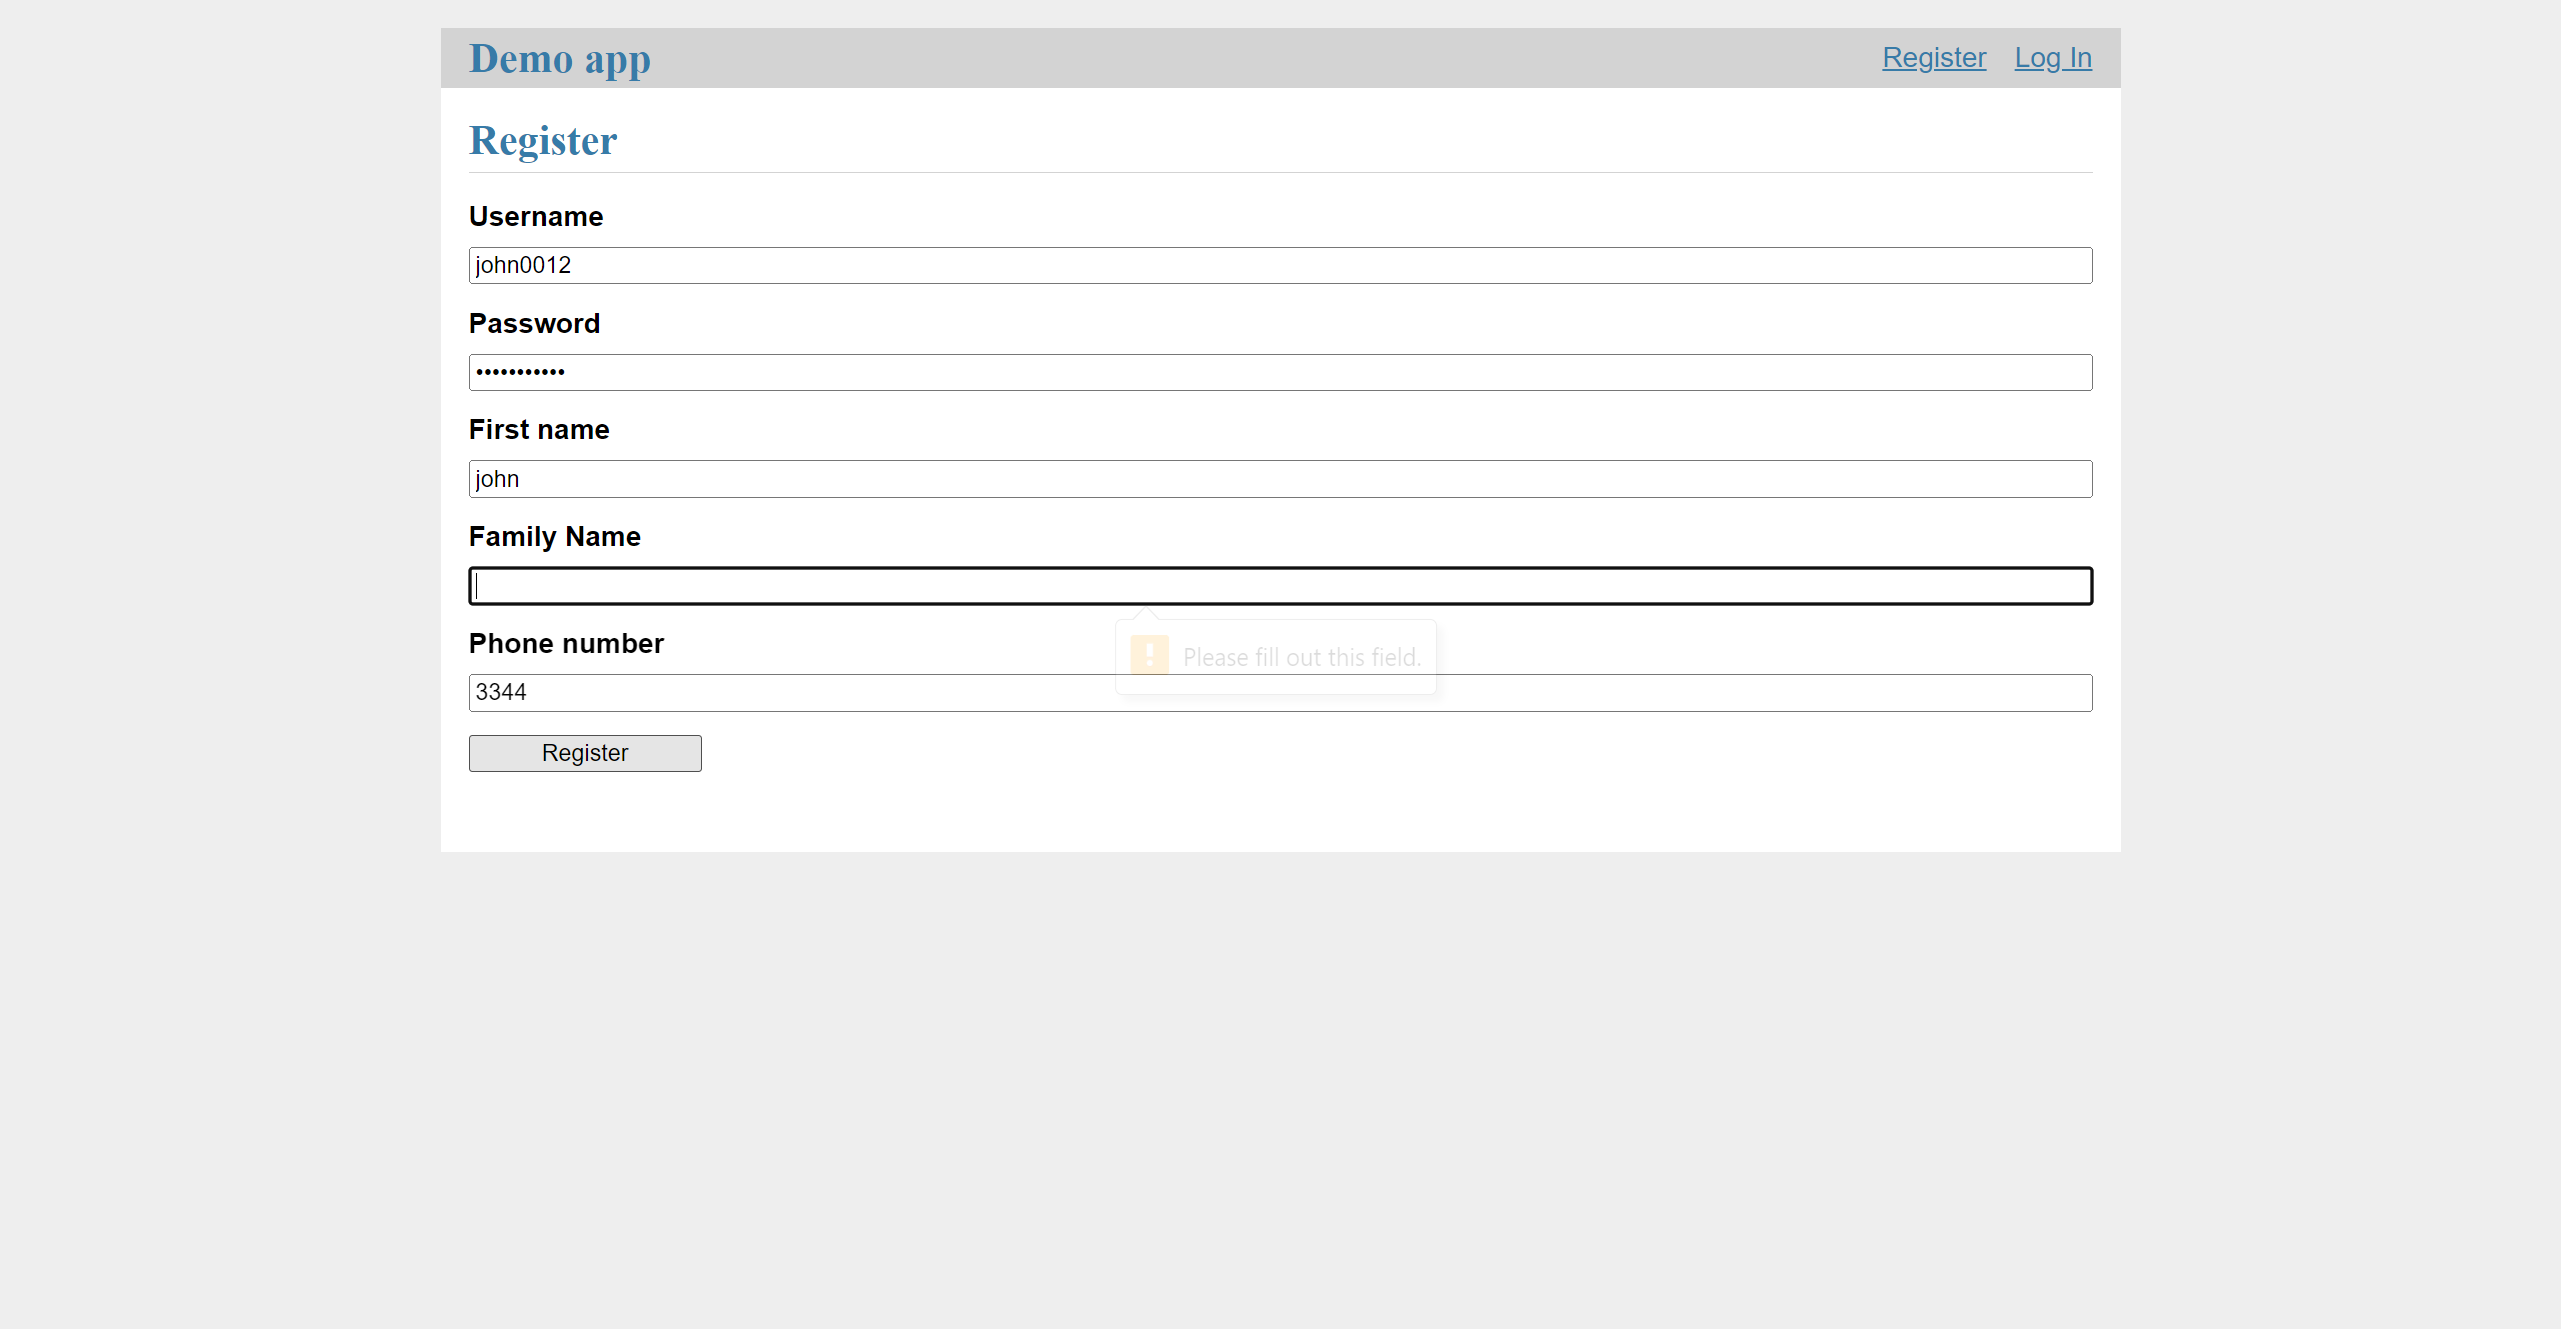 Demo app
Register Log In
Register
Username
john0012
Password
•••••••••••
First name
john
Family Name
Phone number
Please fill out this field.
3344
Register